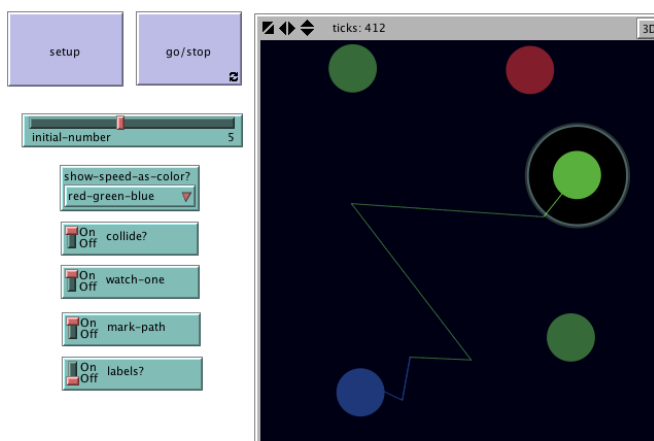 setup
go/stop
ticks: 412
3D
initial-number 5
show-speed-as-color?
red-green-blue
On
Off
collide?
On
Off
watch-one
On
Off
mark-path
On
Off
labels?